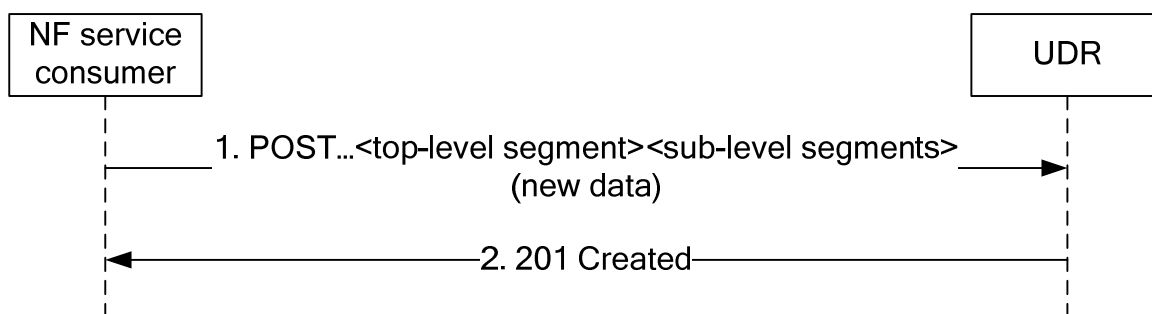 NF service
consumer
UDR
1. POST...<top-level segment><sub-level segments>
(new data)
2. 201 Created